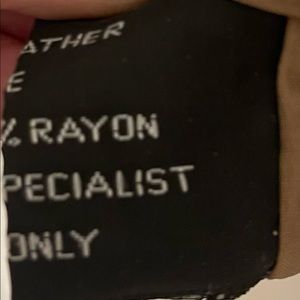 ATHER
E
% RAYON
PECIALIST
ONLY